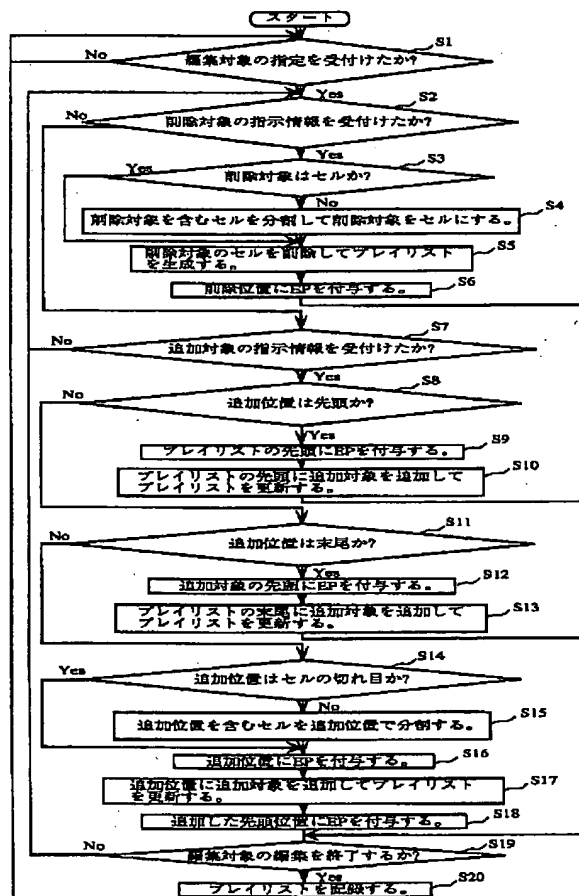 スタート
S1
No
編集対象の指定を受付けたか?
Yes
S2
No
削除対象の指示情報を受付けたか?
Yes
S3
Yes
削除対象はセルか?
No
S4
削除対象を含むセルを分割して削除対象をセルにする。
S5
削除対象のセルを削除してプレイリスト
を生成する。
S6
削除位置にEPを付与する。
S7
No
追加対象の指示情報を受付けたか?
Yes
S8
No
追加位置は先頭か?
Yes
S9
プレイリストの先頭にEPを付与する。
S10
プレイリストの先頭に追加対象を追加して
プレイリストを更新する。
S11
No
追加位置は末尾か?
Yes
S12
追加対象の先頭にEPを付与する。
S13
プレイリストの末尾に追加対象を追加して
プレイリストを更新する。
S14
Yes
追加位置はセルの切れ目か?
No
S15
追加位置を含むセルを追加位置で分割する。
S16
追加位置にEPを付与する。
S17
追加位置に追加対象を追加してプレイリスト
を更新する。
S18
追加した先頭位置にEPを付与する。
S19
No
編集対象の編集を終了するか?
Yes
S20
プレイリストを記録する。